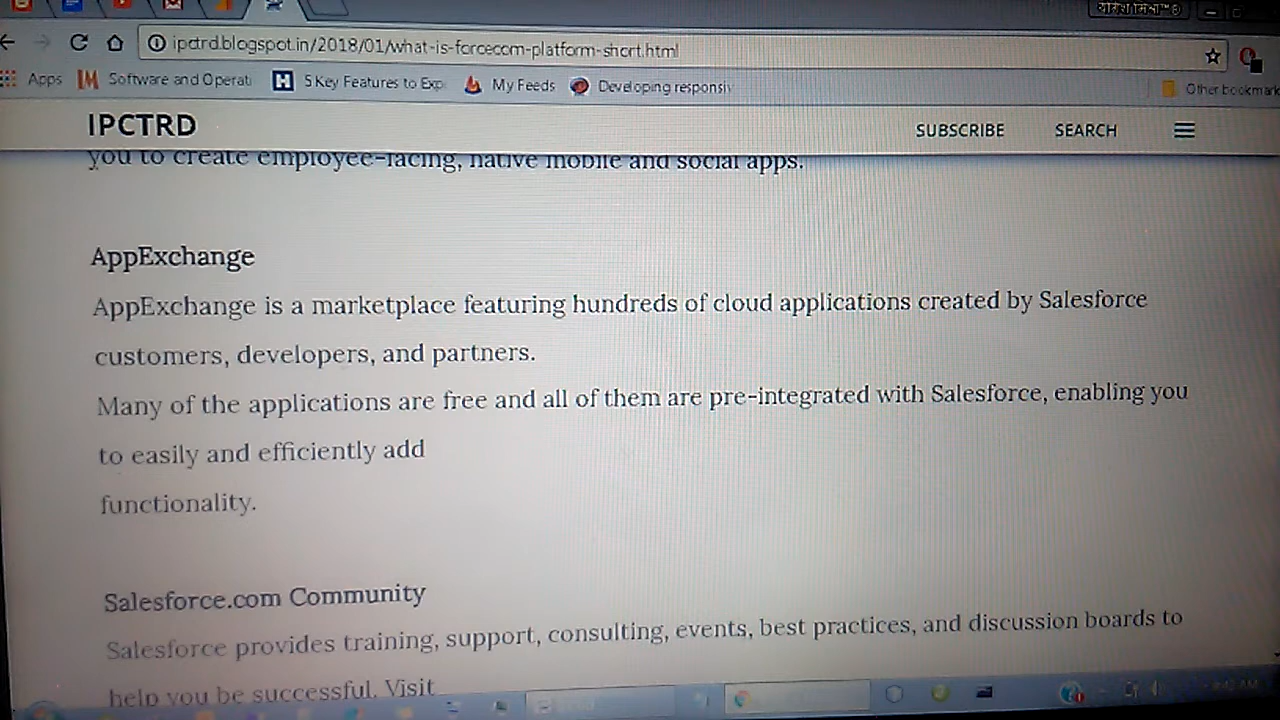 ipctrd.blogspot.in/2018/01/what-is-forcecom-platform-short.html
Apps Software and Operati 5 Key Features to Exp My Feeds Developing responsiv Other bookmark
IPCTRD SUBSCRIBE SEARCH
you to create employee-facing, native mobile and social apps.
AppExchange
AppExchange is a marketplace featuring hundreds of cloud applications created by Salesforce
customers, developers, and partners.
Many of the applications are free and all of them are pre-integrated with Salesforce, enabling you
to easily and efficiently add
functionality.
Salesforce.com Community
Salesforce provides training, support, consulting, events, best practices, and discussion boards to
help you be successful. Visit